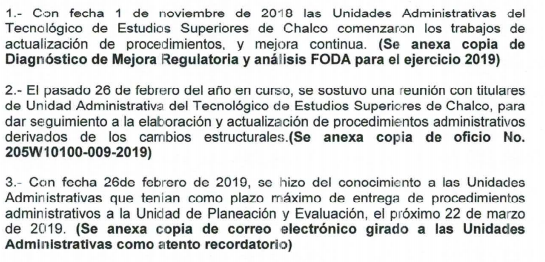 1.- Con fecha 1 de noviembre de 2018 las Unidades Administrativas del
Tecnológico de Estudios Superiores de Chalco comenzaron los trabajos de
actualización de procedimientos, y mejora continua. (Se anexa copia de
Diagnóstico de Mejora Regulatoria y análisis FODA para el ejercicio 2019)
2.- El pasado 26 de febrero del año en curso, se sostuvo una reunión con titulares
de Unidad Administrativa del Tecnológico de Estudios Superiores de Chalco, para
dar seguimiento a la elaboración y actualización de procedimientos administrativos
derivados de los cambios estructurales.(Se anexa copia de oficio No.
205W10100-009-2019)
3.- Con fecha 26de febrero de 2019, se hizo del conocimiento a las Unidades
Administrativas que tenían como plazo máximo de entrega de procedimientos
administrativos a la Unidad de Planeación y Evaluación, el próximo 22 de marzo
de 2019. (Se anexa copia de correo electrónico girado a las Unidades
Administrativas como atento recordatorio)